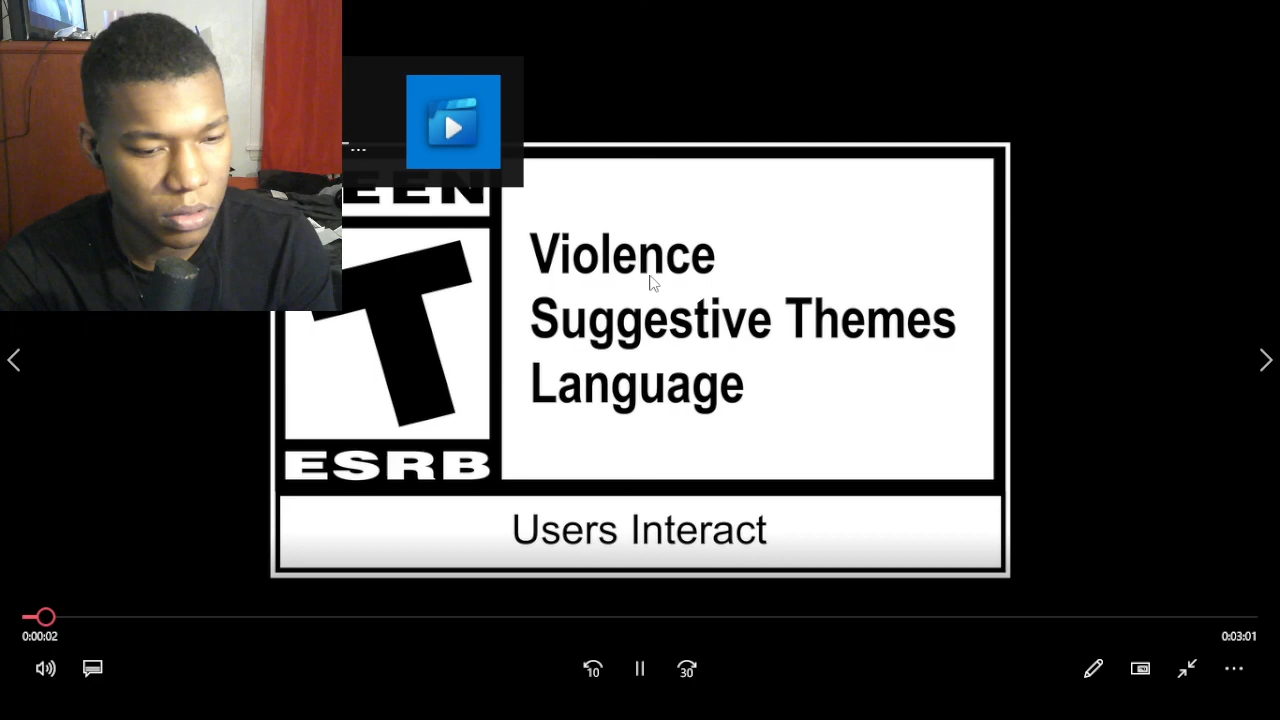 ...
EEN
T
Violence
Suggestive Themes
Language
ESRB
Users Interact
0:00:02
0:03:01
10
30